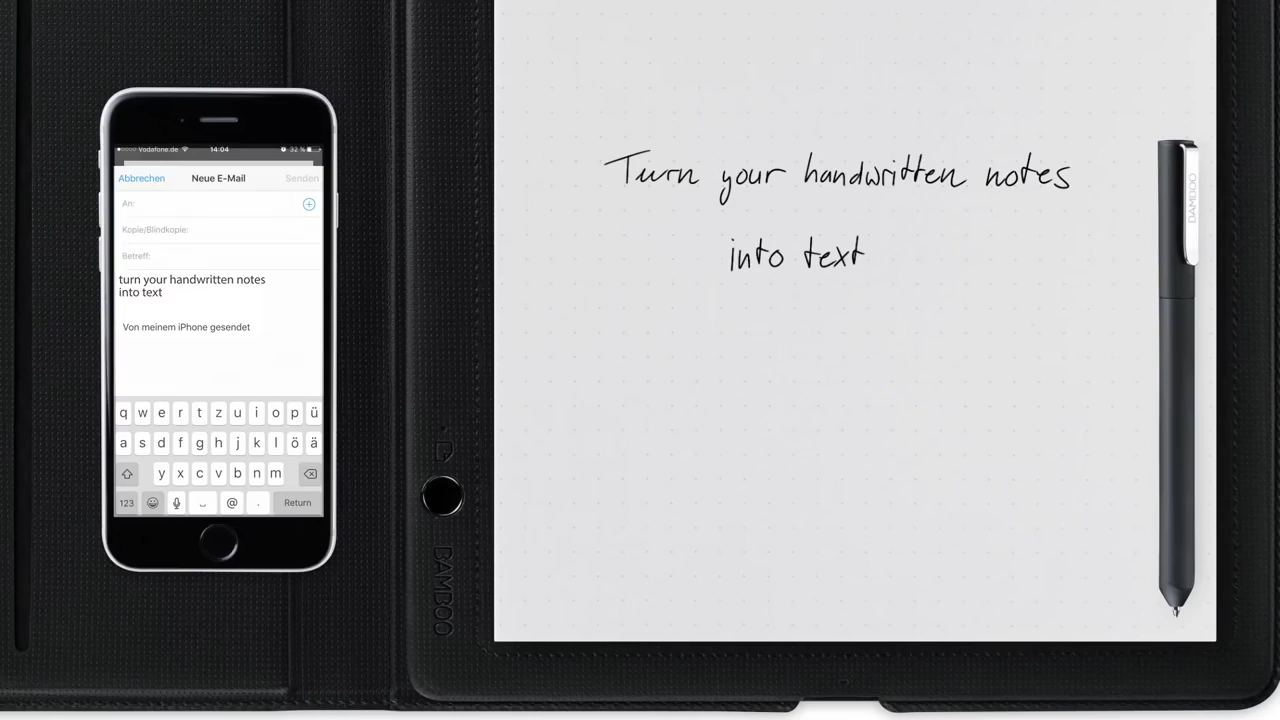 Vodafone.de 14:04 32 %
Abbrechen Neue E-Mail Senden
An:
Kopie/Blindkopie:
Betreff:
turn your handwritten notes
into text
Von meinem iPhone gesendet
q w e r t z u i o p ü
a s d f g h j k l ö ä
y x c v b n m
123 @ . Return
BAMBOO
Turn your handwritten notes
into text
BAMBOO